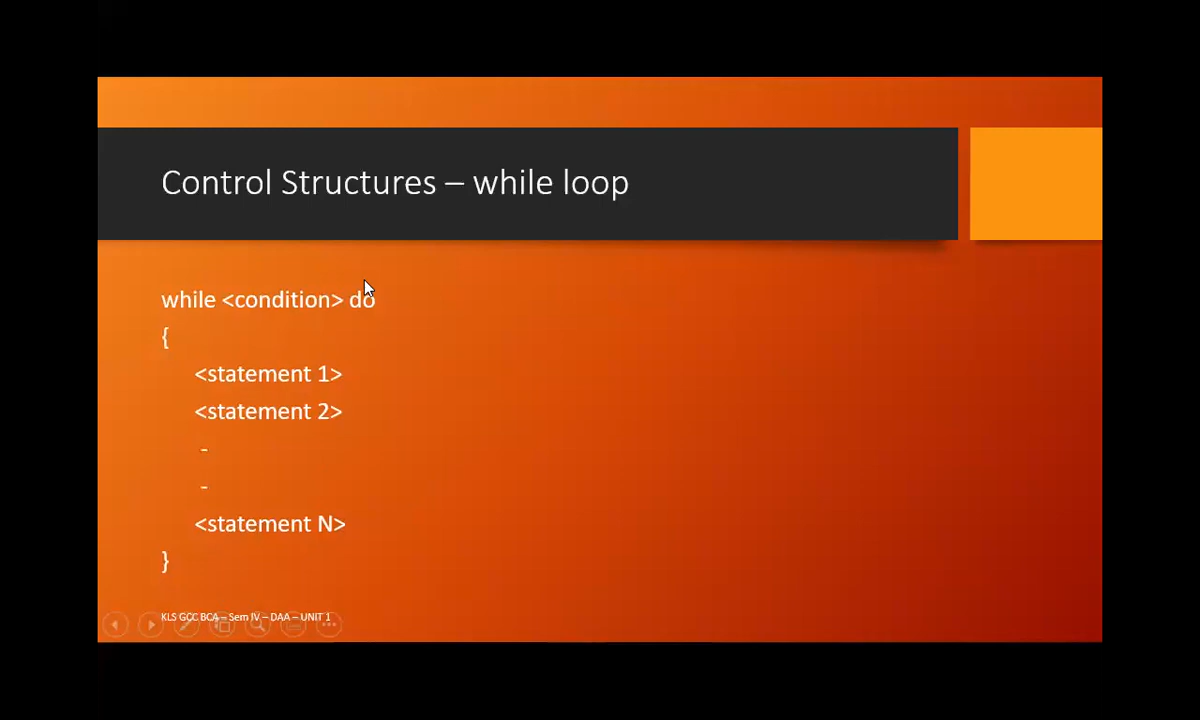 Control Structures – while loop
while <condition> do
{
<statement 1>
<statement 2>
-
-
<statement N>
}
KLS GCC BCA – Sem IV – DAA – UNIT 1